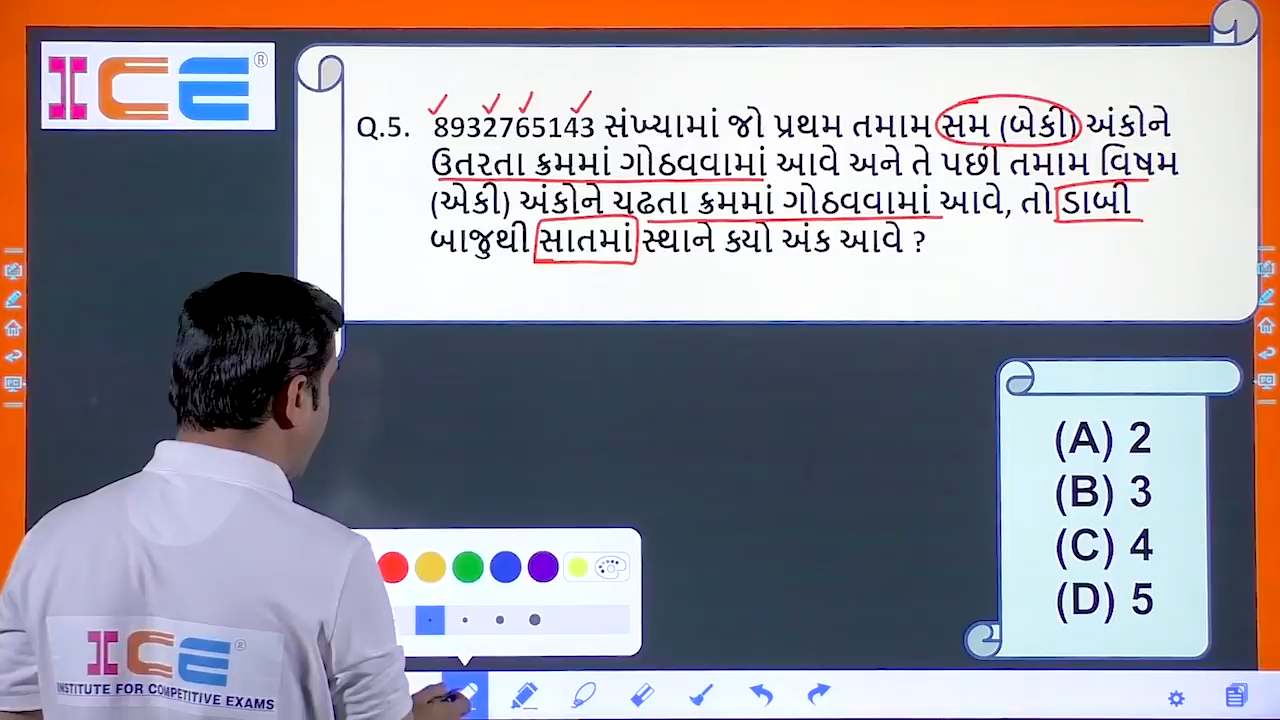 ICE®
Q.5. 8932765143 સંખ્યામાં જો પ્રથમ તમામ સમ (બેકી) અંકોને
ઉતરતા ક્રમમાં ગોઠવવામાં આવે અને તે પછી તમામ વિષમ
(એકી) અંકોને ચઢતા ક્રમમાં ગોઠવવામાં આવે, તો ડાબી
બાજુથી સાતમાં સ્થાને કયો અંક આવે ?
(A) 2
(B) 3
(C) 4
(D) 5
ICE®
INSTITUTE FOR COMPETITIVE EXAMS